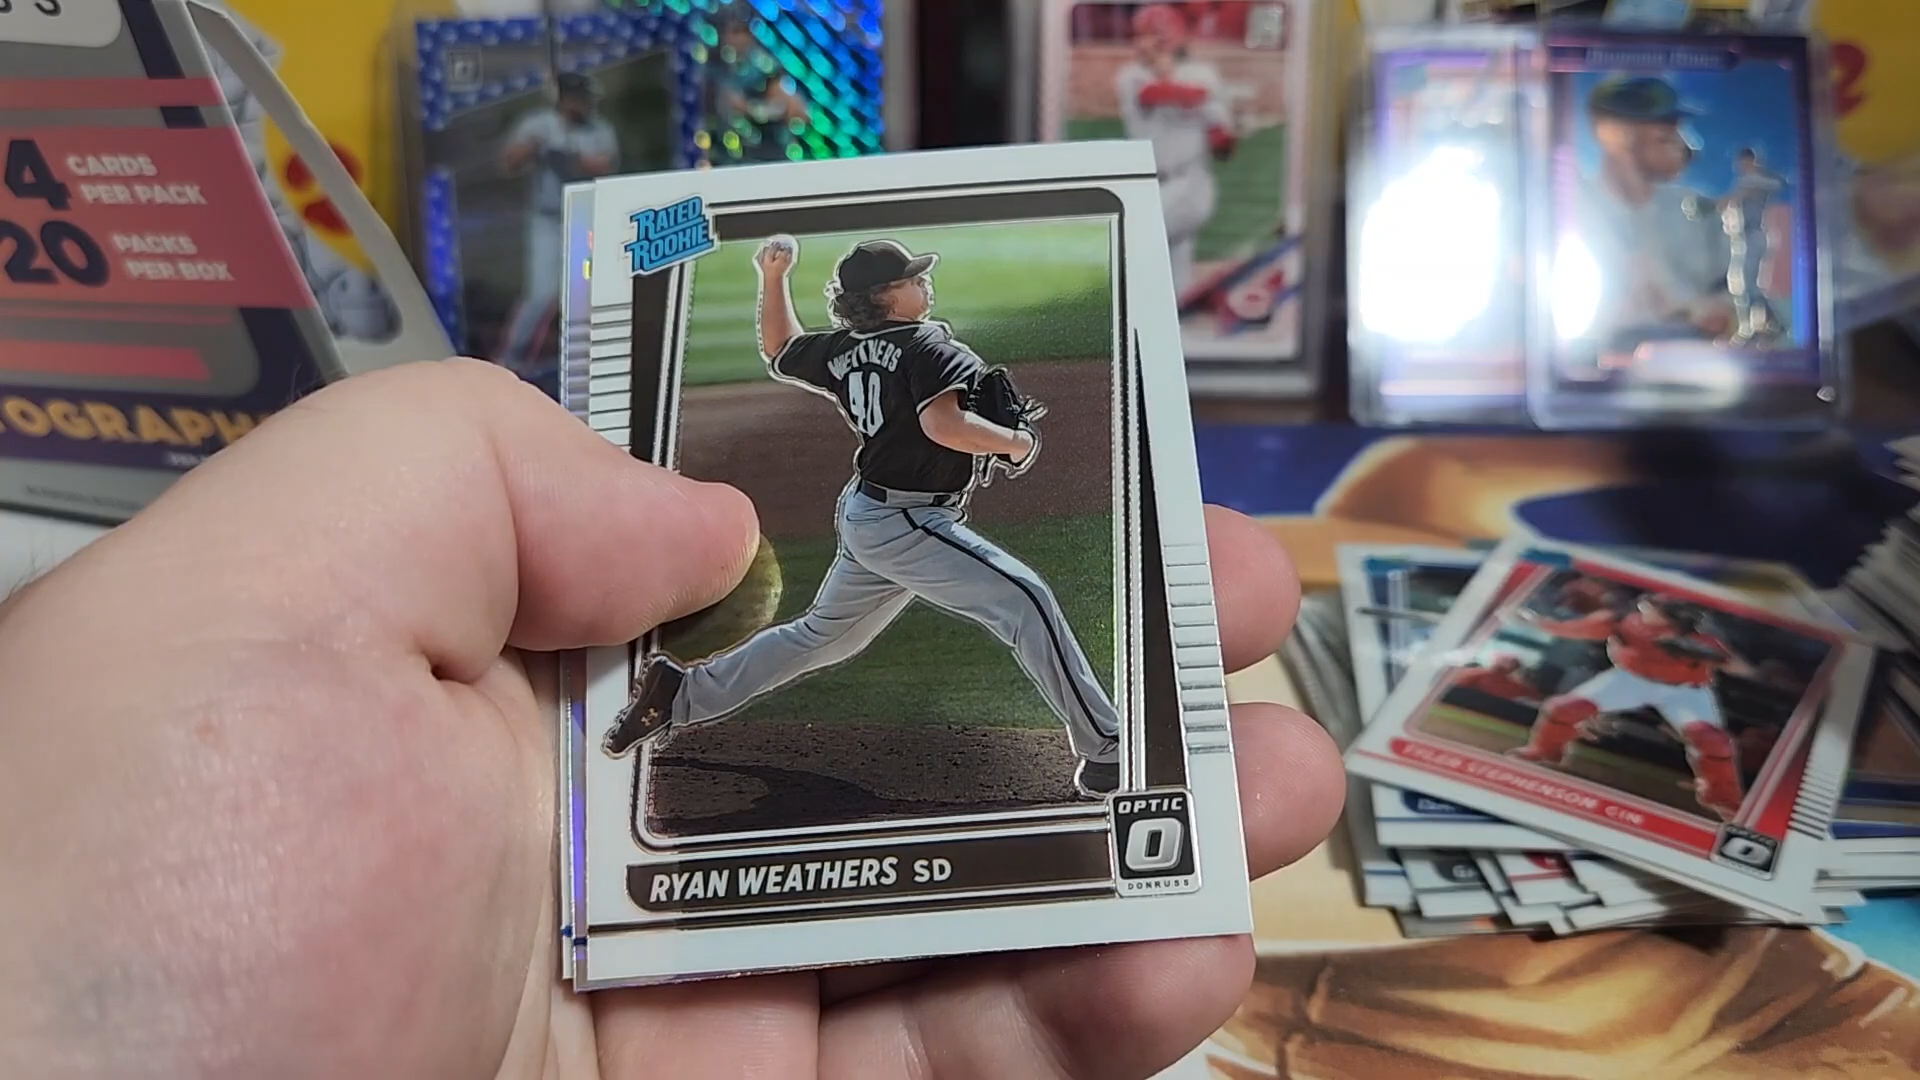 4 CARDS
PER PACK
20 PACKS
PER BOX
OGRAPH
RATED
ROOKIE
WEATHERS
40
OPTIC
O
DONRUSS
RYAN WEATHERS SD
TYLER STEPHENSON CIN